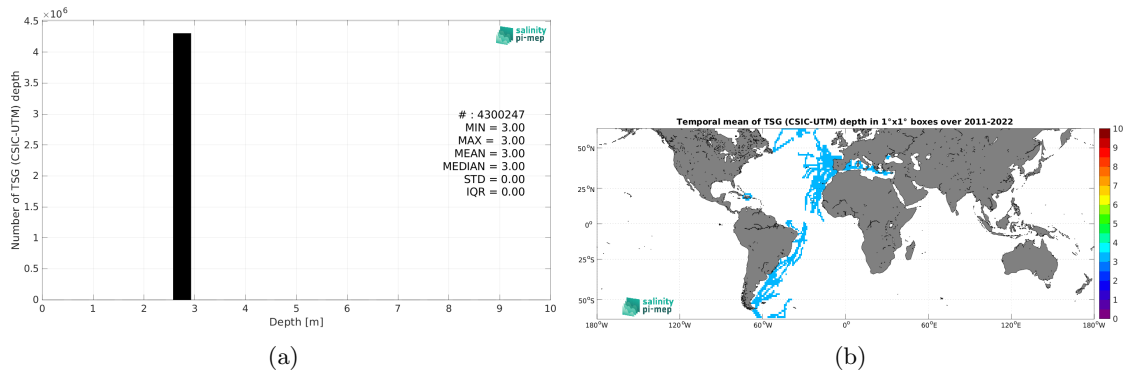 ×10⁶
4.5
4
3.5
3
2.5
2
1.5
1
0.5
0
Number of TSG (CSIC-UTM) depth
salinity
pi-mep
# : 4300247
MIN = 3.00
MAX = 3.00
MEAN = 3.00
MEDIAN = 3.00
STD = 0.00
IQR = 0.00
0 1 2 3 4 5 6 7 8 9 10
Depth [m]
(a)
Temporal mean of TSG (CSIC-UTM) depth in 1°x1° boxes over 2011-2022
50°N
25°N
0°
25°S
50°S
salinity
pi-mep
180°W 120°W 60°W 0°E 60°E 120°E 180°W
10
9
8
7
6
5
4
3
2
1
0
(b)